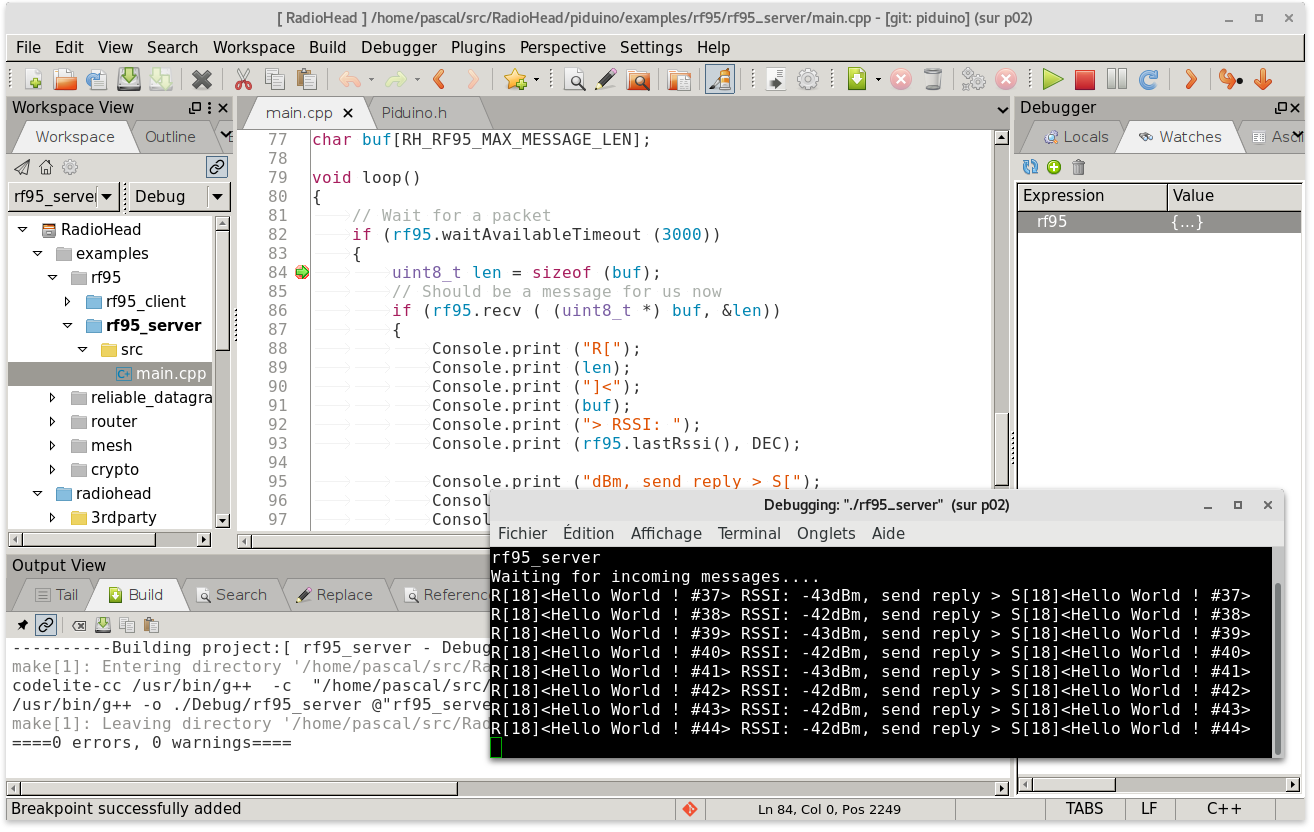 [ RadioHead ] /home/pascal/src/RadioHead/piduino/examples/rf95/rf95_server/main.cpp - [git: piduino] (sur p02)
File Edit View Search Workspace Build Debugger Plugins Perspective Settings Help
Workspace View
Workspace Outline
rf95_server Debug
RadioHead
examples
rf95
rf95_client
rf95_server
src
main.cpp
reliable_datagra
router
mesh
crypto
radiohead
3rdparty
main.cpp Piduino.h
77 char buf[RH_RF95_MAX_MESSAGE_LEN];
78
79 void loop()
80 {
81 // Wait for a packet
82 if (rf95.waitAvailableTimeout (3000))
83 {
84 uint8_t len = sizeof (buf);
85 // Should be a message for us now
86 if (rf95.recv ( (uint8_t *) buf, &len))
87 {
88 Console.print ("R[");
89 Console.print (len);
90 Console.print ("]<");
91 Console.print (buf);
92 Console.print ("> RSSI: ");
93 Console.print (rf95.lastRssi(), DEC);
94
95 Console.print ("dBm, send reply > S[");
96 Consol
97 Consol
Debugger
Locals Watches Ascii
Expression Value
rf95 {...}
Output View
Tail Build Search Replace Referenc
----------Building project:[ rf95_server - Debug
make[1]: Entering directory '/home/pascal/src/Ra
codelite-cc /usr/bin/g++ -c "/home/pascal/src/
/usr/bin/g++ -o ./Debug/rf95_server @"rf95_serve
make[1]: Leaving directory '/home/pascal/src/Rad
====0 errors, 0 warnings====
Debugging: "./rf95_server" (sur p02)
Fichier Édition Affichage Terminal Onglets Aide
rf95_server
Waiting for incoming messages....
R[18]<Hello World ! #37> RSSI: -43dBm, send reply > S[18]<Hello World ! #37>
R[18]<Hello World ! #38> RSSI: -42dBm, send reply > S[18]<Hello World ! #38>
R[18]<Hello World ! #39> RSSI: -43dBm, send reply > S[18]<Hello World ! #39>
R[18]<Hello World ! #40> RSSI: -42dBm, send reply > S[18]<Hello World ! #40>
R[18]<Hello World ! #41> RSSI: -43dBm, send reply > S[18]<Hello World ! #41>
R[18]<Hello World ! #42> RSSI: -42dBm, send reply > S[18]<Hello World ! #42>
R[18]<Hello World ! #43> RSSI: -42dBm, send reply > S[18]<Hello World ! #43>
R[18]<Hello World ! #44> RSSI: -42dBm, send reply > S[18]<Hello World ! #44>
Breakpoint successfully added
Ln 84, Col 0, Pos 2249
TABS LF C++